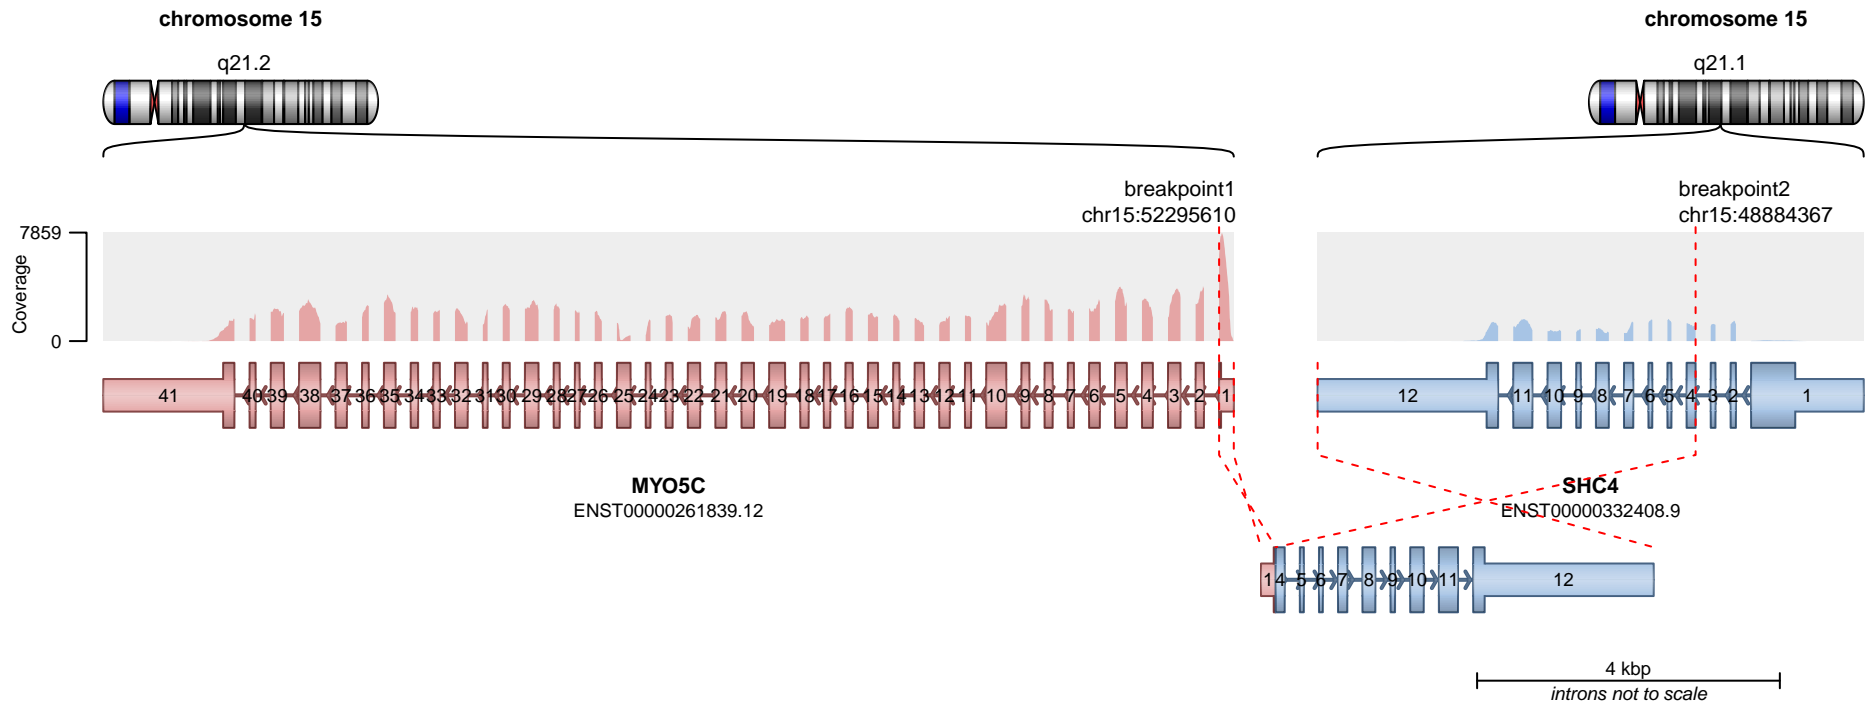 chromosome 15
chromosome 15
q21.2
q21.1
breakpoint1
chr15:52295610
breakpoint2
chr15:48884367
7859
Coverage
0
41 40 39 38 37 36 35 34 33 32 31 30 29 28 27 26 25 24 23 22 21 20 19 18 17 16 15 14 13 12 11 10 9 8 7 6 5 4 3 2 1
12 11 10 9 8 7 6 5 4 3 2 1
MYO5C
ENST00000261839.12
SHC4
ENST00000332408.9
1 4 5 6 7 8 9 10 11 12
4 kbp
introns not to scale